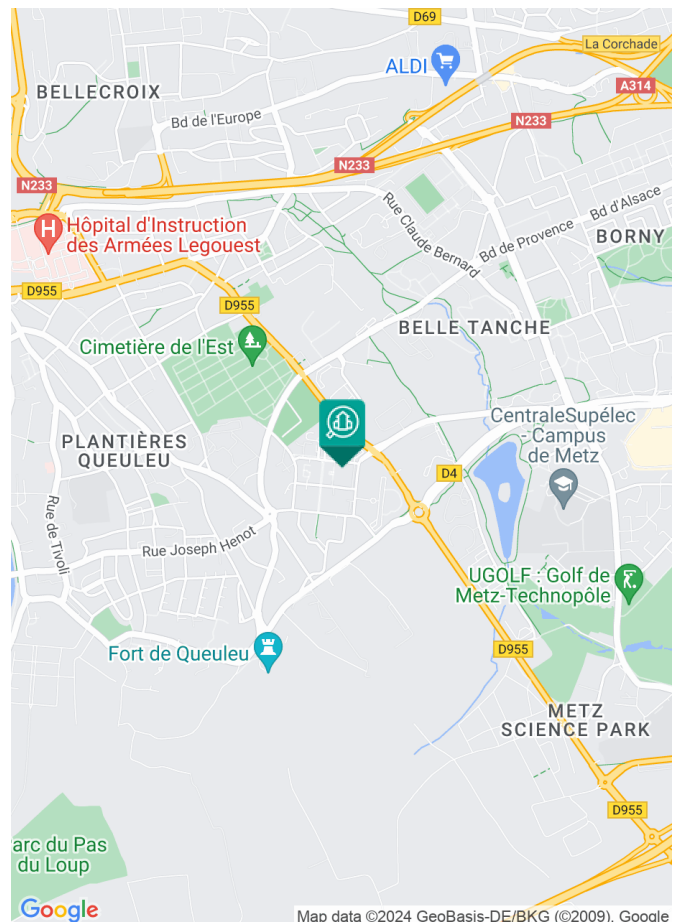 D69
La Corchade
ALDI
A314
BELLECROIX
Bd de l'Europe
N233
N233
N233
Rue Claude Bernard
Bd de Provence
Bd d'Alsace
Hôpital d'Instruction
des Armées Legouest
BORNY
D955
D955
Cimetière de l'Est
BELLE TANCHE
CentraleSupélec
- Campus
de Metz
PLANTIÈRES
QUEULEU
D4
Rue de Tivoli
Rue Joseph Henot
UGOLF : Golf de
Metz-Technopôle
Fort de Queuleu
D955
METZ
SCIENCE PARK
D955
arc du Pas
du Loup
Google
Map data ©2024 GeoBasis-DE/BKG (©2009), Google